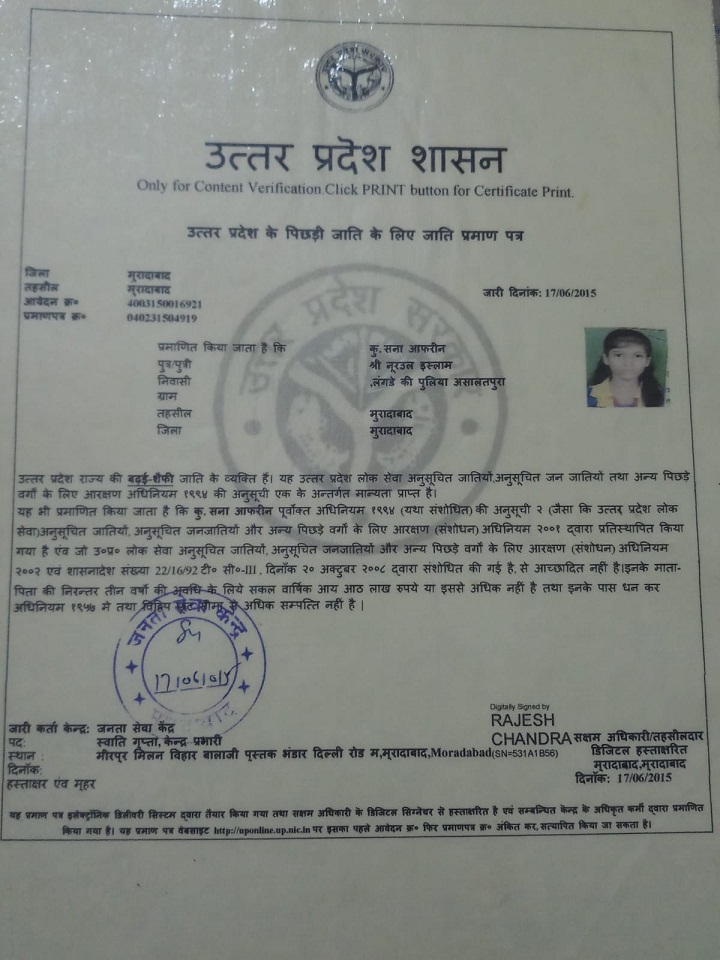 उत्तर प्रदेश शासन
Only for Content Verification.Click PRINT button for Certificate Print.
उत्तर प्रदेश के पिछड़ी जाति के लिए जाति प्रमाण पत्र
जिला मुरादाबाद
तहसील मुरादाबाद
आवेदन क्र० 4003150016921
जारी दिनांक: 17/06/2015
प्रमाणपत्र क्र० 040231504919
प्रमाणित किया जाता है कि कु.सना आफरीन
पुत्र/पुत्री श्री नूरउल इस्लाम
निवासी ,लंगडे की पुलिया असालतपुरा
ग्राम
तहसील मुरादाबाद
जिला मुरादाबाद
उत्तर प्रदेश राज्य की बढ़ई-शैफी जाति के व्यक्ति हैं। यह उत्तर प्रदेश लोक सेवा अनुसूचित जातियों,अनुसूचित जन जातियों तथा अन्य पिछड़े
वर्गों के लिए आरक्षण अधिनियम १९९४ की अनुसूची एक के अन्तर्गत मान्यता प्राप्त है।
यह भी प्रमाणित किया जाता है कि कु.सना आफरीन पूर्वोक्त अधिनियम १९९४ (यथा संशोधित) की अनुसूची २ (जैसा कि उत्तर प्रदेश लोक
सेवा)अनुसूचित जातियों, अनुसूचित जनजातियों और अन्य पिछड़े वर्गों के लिए आरक्षण (संशोधन) अधिनियम २००१ द्वारा प्रतिस्थापित किया
गया है एंव जो उ०प्र० लोक सेवा अनुसूचित जातियों,अनुसूचित जनजातियों और अन्य पिछड़े वर्गों के लिए आरक्षण (संशोधन) अधिनियम
२००२ एवं शासनादेश संख्या 22/16/92 टी० सी०-III , दिनाँक २० अक्टुबर २००८ द्वारा संशोधित की गई है, से आच्छादित नहीं है।इनके माता-
पिता की निरन्तर तीन वर्षो की अवधि के लिये सकल वार्षिक आय आठ लाख रुपये या इससे अधिक नहीं है तथा इनके पास धन कर
अधिनियम १९५७ मे तथा विहित छूट सीमा से अधिक सम्पत्ति नहीं है |
जनता सेवा केन्द्र
17/06/015
Digitally Signed by
RAJESH
CHANDRA
(SN=531A1B56)
सक्षम अधिकारी/तहसीलदार
डिजिटल हस्ताक्षरित
मुरादाबाद,मुरादाबाद
दिनाँक: 17/06/2015
जारी कर्ता केन्द्र: जनता सेवा केंद्र
पद: स्वाति गुप्ता, केन्द्र प्रभारी
स्थान : मीरपुर मिलन विहार बालाजी पुस्तक भंडार दिल्ली रोड म,मुरादाबाद,Moradabad
दिनाँक:
हस्ताक्षर एंव मुहर
यह प्रमाण पत्र इलेक्ट्रॉनिक डिलीवरी सिस्टम द्वारा तैयार किया गया तथा सक्षम अधिकारी के डिजिटल सिग्नेचर से हस्ताक्षरित है एवं सम्बन्धित केन्द्र के अधिकृत कर्मी द्वारा प्रमाणित
किया गया है। यह प्रमाण पत्र वेबसाइट http://uponline.up.nic.in पर इसका पहले आवेदन क्र० फिर प्रमाणपत्र क्र० अंकित कर,सत्यापित किया जा सकता है।